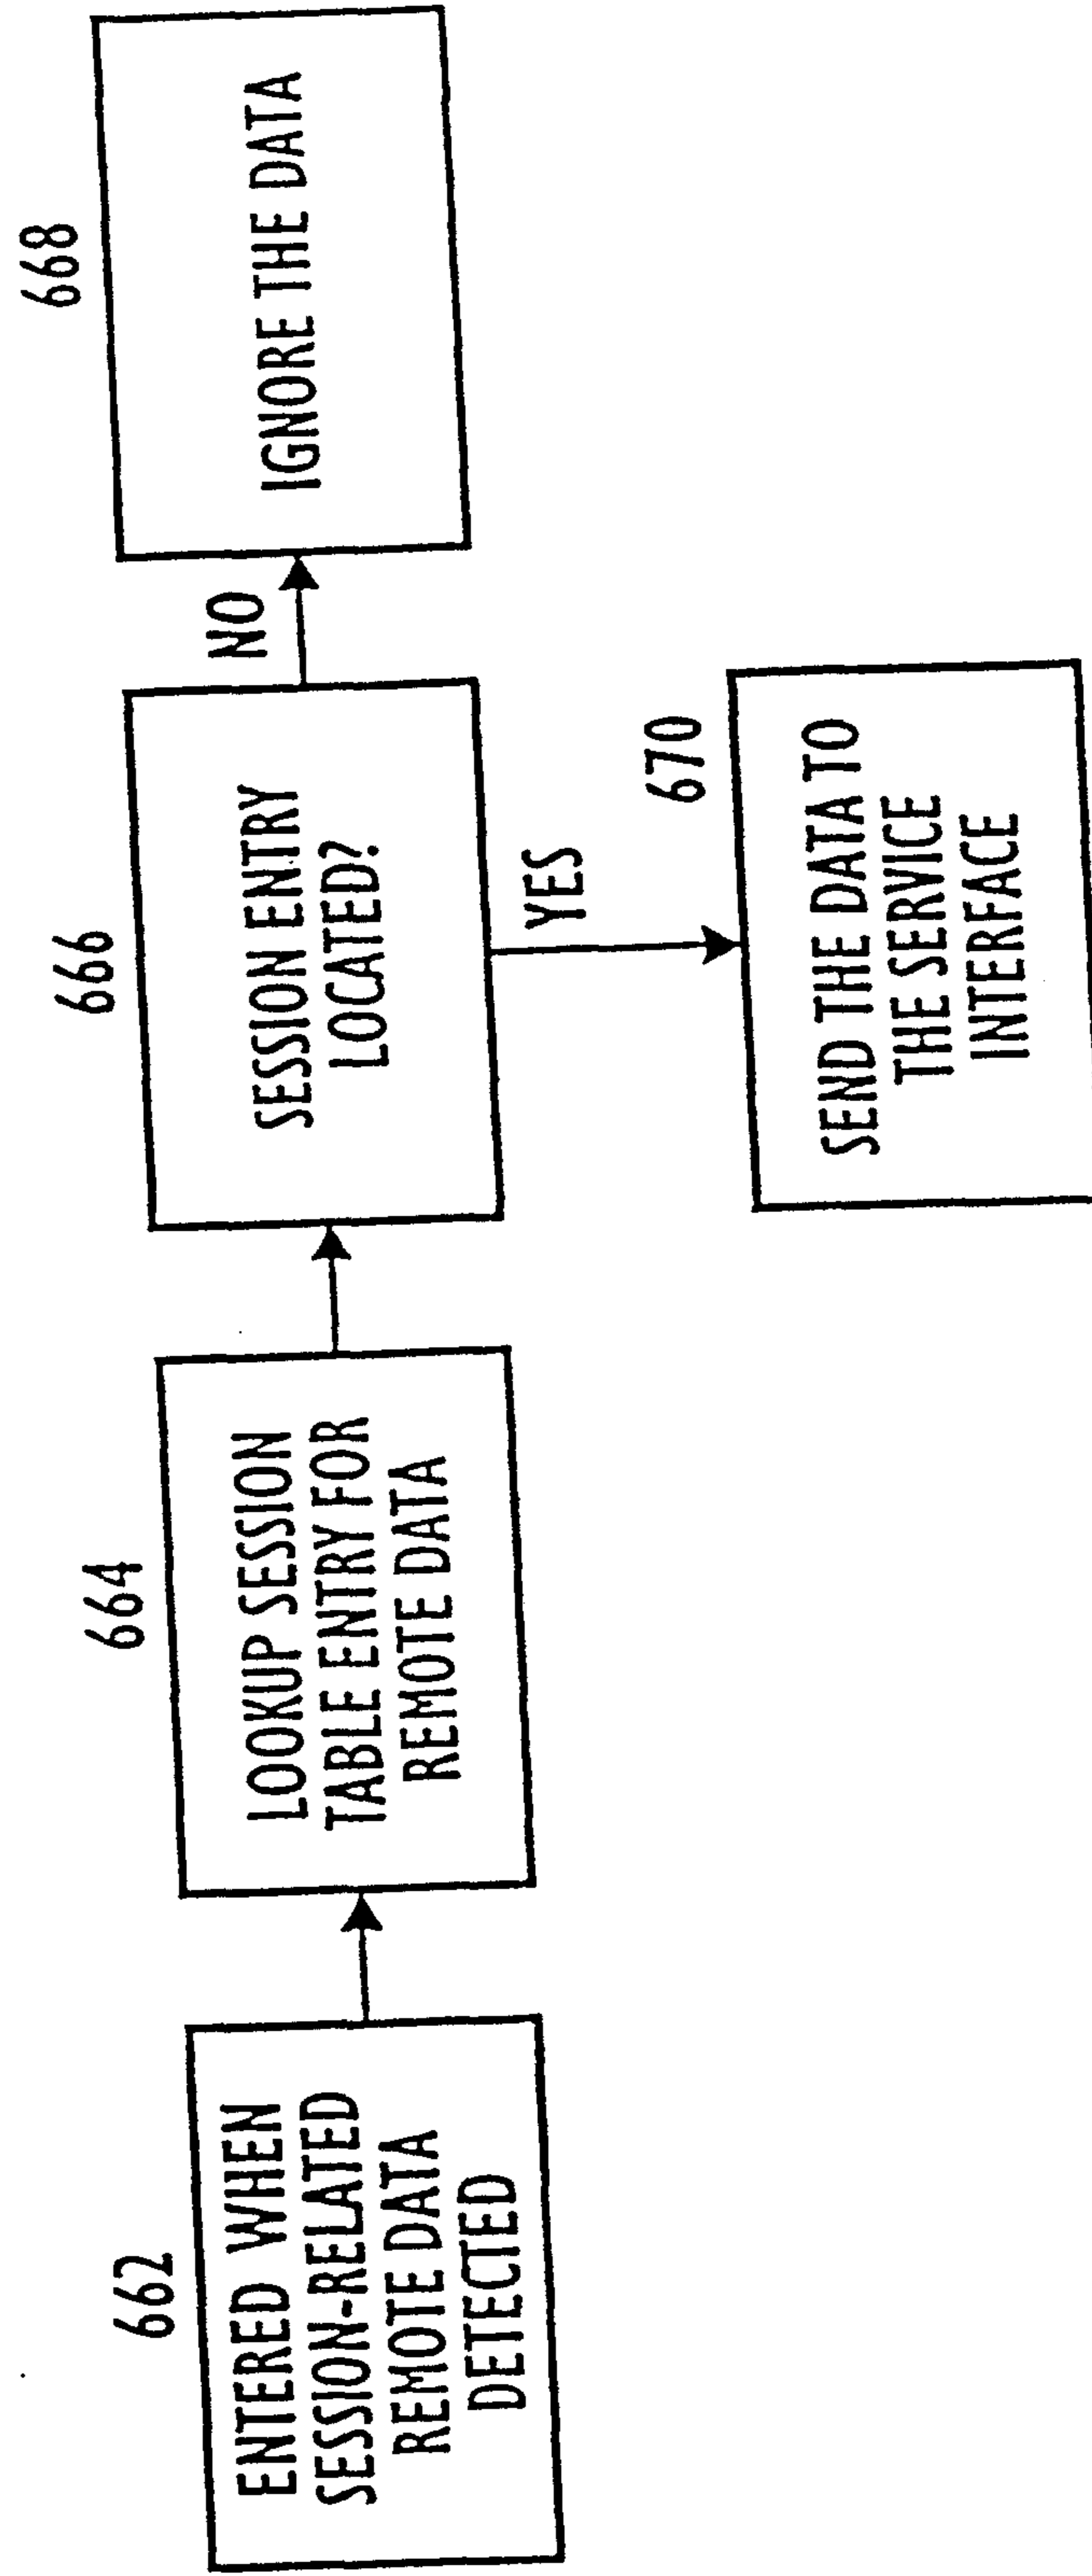 662
ENTERED WHEN
SESSION-RELATED
REMOTE DATA
DETECTED
664
LOOKUP SESSION
TABLE ENTRY FOR
REMOTE DATA
666
SESSION ENTRY
LOCATED?
NO
668
IGNORE THE DATA
YES
670
SEND THE DATA TO
THE SERVICE
INTERFACE